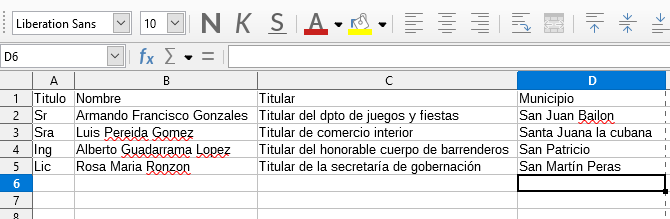 Liberation Sans 10 N K S A
D6 fx Σ =
A B C D
1 Titulo Nombre Titular Municipio
2 Sr Armando Francisco Gonzales Titular del dpto de juegos y fiestas San Juan Bailon
3 Sra Luis Pereida Gomez Titular de comercio interior Santa Juana la cubana
4 Ing Alberto Guadarrama Lopez Titular del honorable cuerpo de barrenderos San Patricio
5 Lic Rosa Maria Ronzon Titular de la secretaría de gobernación San Martín Peras
6
7
8